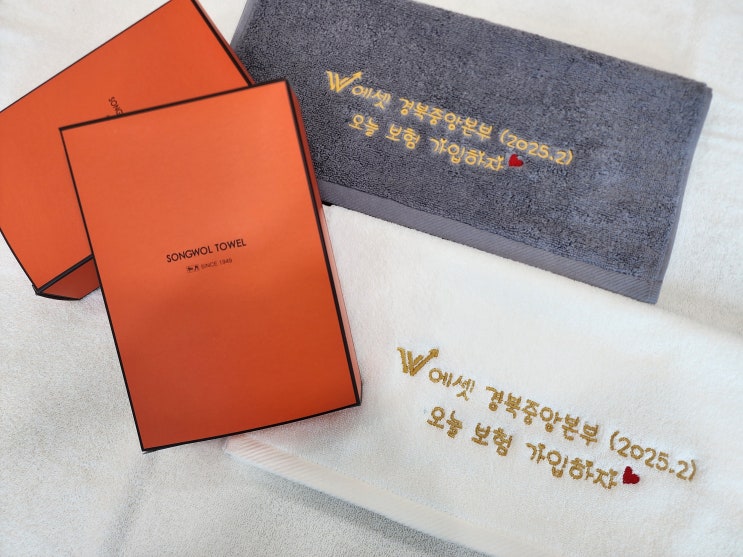 SONGWOL TOWEL
SINCE 1949
SONG
W에셋 경북중앙본부 (2025.2)
오늘 보험 가입하자
W에셋 경북중앙본부 (2025.2)
오늘 보험 가입하자